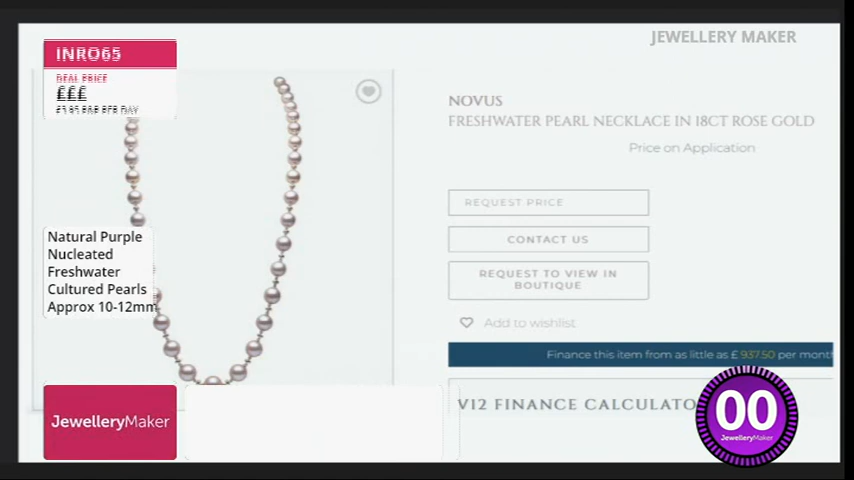 INRO65
DEAL PRICE
£££
JEWELLERY MAKER
NOVUS
FRESHWATER PEARL NECKLACE IN 18CT ROSE GOLD
Price on Application
REQUEST PRICE
CONTACT US
REQUEST TO VIEW IN
BOUTIQUE
Add to wishlist
Finance this item from as little as £ 937.50 per month
V12 FINANCE CALCULATO
Natural Purple
Nucleated
Freshwater
Cultured Pearls
Approx 10-12mm
JewelleryMaker
00
JewelleryMaker